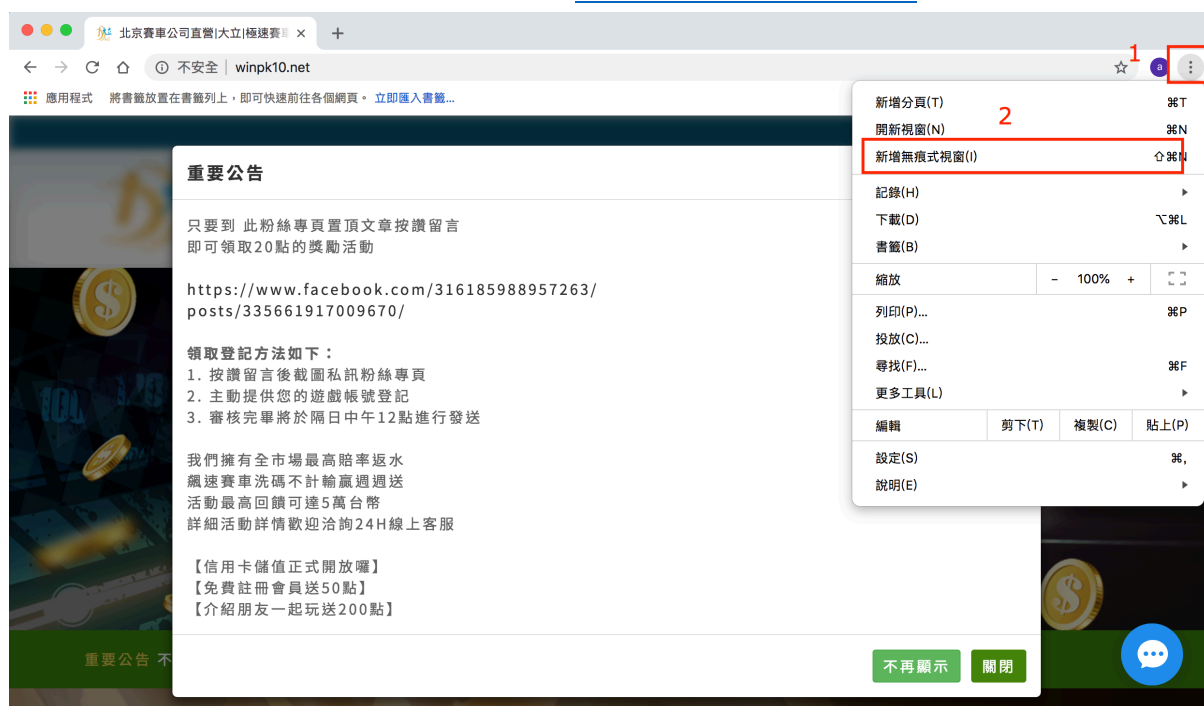 北京賽車公司直營|大立|極速賽
不安全 | winpk10.net
1
a
應用程式 將書籤放置在書籤列上，即可快速前往各個網頁。 立即匯入書籤...
新增分頁(T) ⌘T
2
開新視窗(N) ⌘N
新增無痕式視窗(I) ⇧⌘N
記錄(H)
下載(D) ⌥⌘L
書籤(B)
縮放 - 100% +
列印(P)... ⌘P
投放(C)...
尋找(F)... ⌘F
更多工具(L)
編輯 剪下(T) 複製(C) 貼上(P)
設定(S) ⌘,
說明(E)
重要公告
只要到 此粉絲專頁置頂文章按讚留言
即可領取20點的獎勵活動
https://www.facebook.com/316185988957263/
posts/335661917009670/
領取登記方法如下：
1. 按讚留言後截圖私訊粉絲專頁
2. 主動提供您的遊戲帳號登記
3. 審核完畢將於隔日中午12點進行發送
我們擁有全市場最高賠率返水
飆速賽車洗碼不計輸贏週週送
活動最高回饋可達5萬台幣
詳細活動詳情歡迎洽詢24H線上客服
【信用卡儲值正式開放囉】
【免費註冊會員送50點】
【介紹朋友一起玩送200點】
重要公告 不
不再顯示 關閉